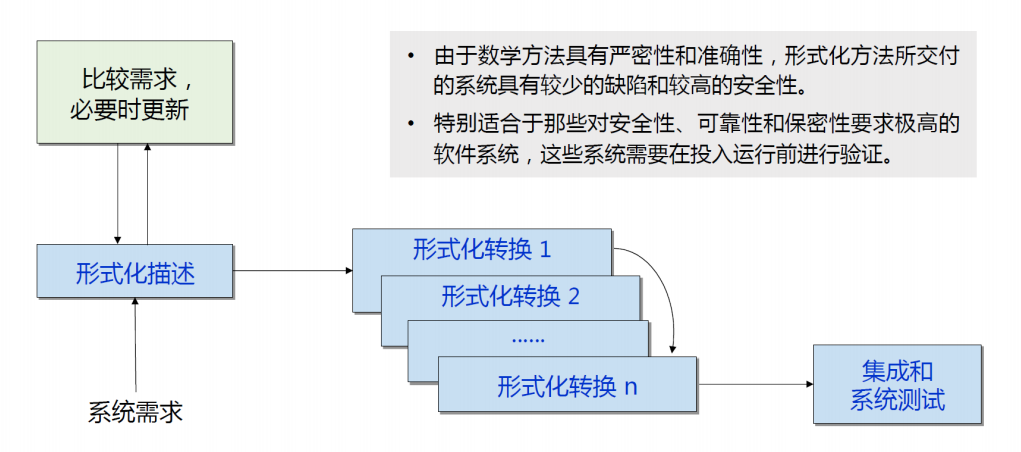 比较需求，
必要时更新
• 由于数学方法具有严密性和准确性，形式化方法所交付
的系统具有较少的缺陷和较高的安全性。
• 特别适合于那些对安全性、可靠性和保密性要求极高的
软件系统，这些系统需要在投入运行前进行验证。
形式化描述
形式化转换 1
形式化转换 2
……
形式化转换 n
集成和
系统测试
系统需求